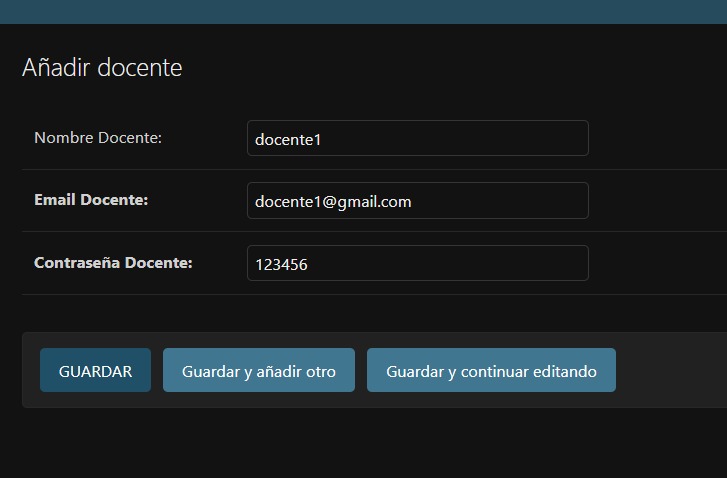 Añadir docente
Nombre Docente: docente1
Email Docente: docente1@gmail.com
Contraseña Docente: 123456
GUARDAR Guardar y añadir otro Guardar y continuar editando